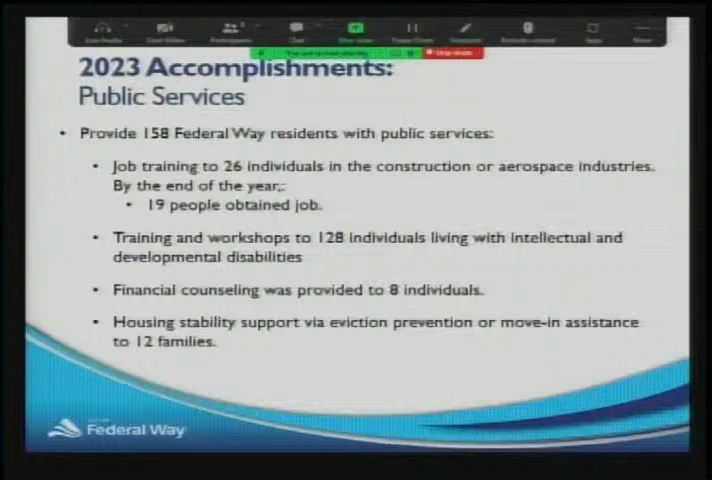 2023 Accomplishments:
Public Services
• Provide 158 Federal Way residents with public services:
• Job training to 26 individuals in the construction or aerospace industries.
By the end of the year,:
• 19 people obtained job.
• Training and workshops to 128 individuals living with intellectual and
developmental disabilities
• Financial counseling was provided to 8 individuals.
• Housing stability support via eviction prevention or move-in assistance
to 12 families.
Federal Way